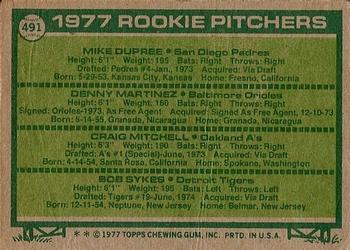 491
1977 ROOKIE PITCHERS
MIKE DUPREE • San Diego Padres
Height: 6'1" Weight: 195 Bats: Right Throws: Right
Drafted: Padres #4-Jan., 1973 Acquired: Via Draft
Born: 5-29-53, Kansas City, Kansas Home: Fresno, California
DENNY MARTINEZ • Baltimore Orioles
Height: 6'1" Weight: 160 Bats: Right Throws: Right
Signed: Orioles-1973, As Free Agent Acquired: Signed As Free Agent, 12-10-73
Born: 5-14-55, Granada, Nicaragua Home: Granada, Nicaragua
CRAIG MITCHELL • Oakland A's
Height: 6'3" Weight: 190 Bats: Right Throws: Right
Drafted: A's #1 (Special)-June, 1973 Acquired: Via Draft
Born: 4-14-54, Santa Rosa, California Home: Spokane, Washington
BOB SYKES • Detroit Tigers
Height: 6'1" Weight: 195 Bats: Left Throws: Left
Drafted: Tigers #19-June, 1974 Acquired: Via Draft
Born: 12-11-54, Neptune, New Jersey Home: Belmar, New Jersey
* * © 1977 TOPPS CHEWING GUM, INC. PRTD. IN U.S.A.